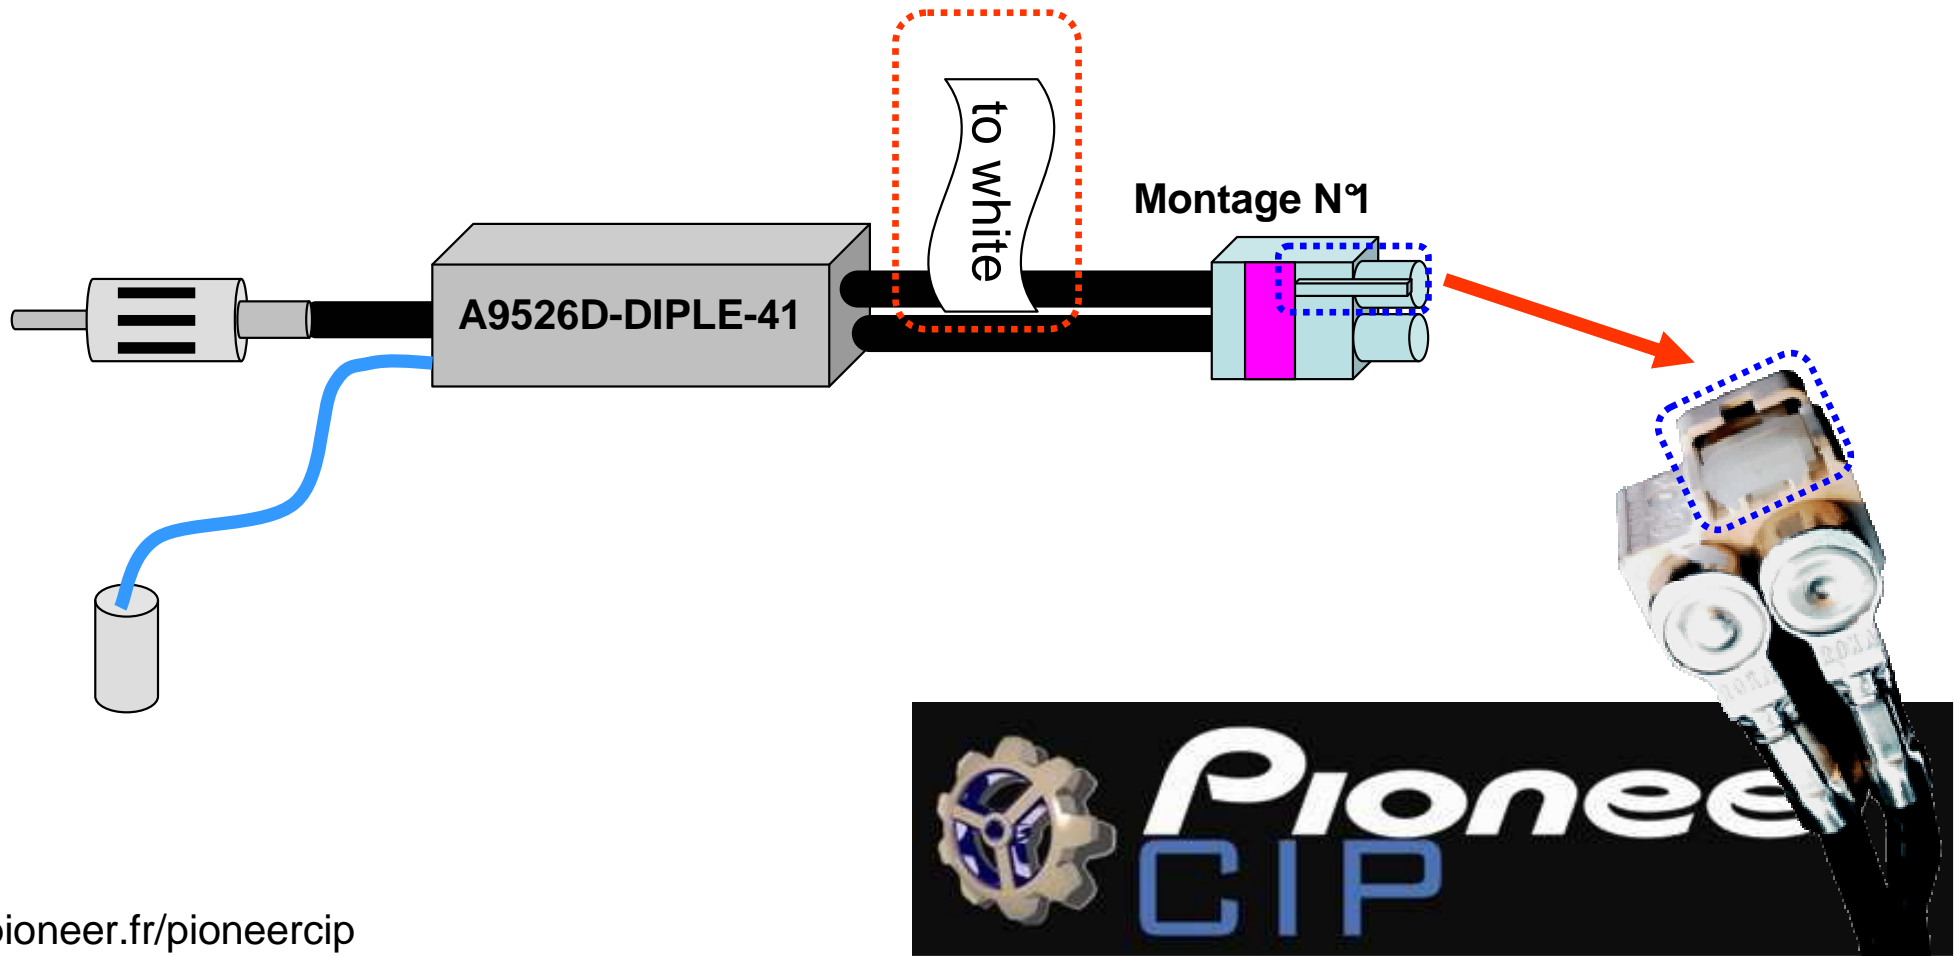 to white
Montage N°1
A9526D-DIPLE-41
Pionee
CIP
pioneer.fr/pioneercip